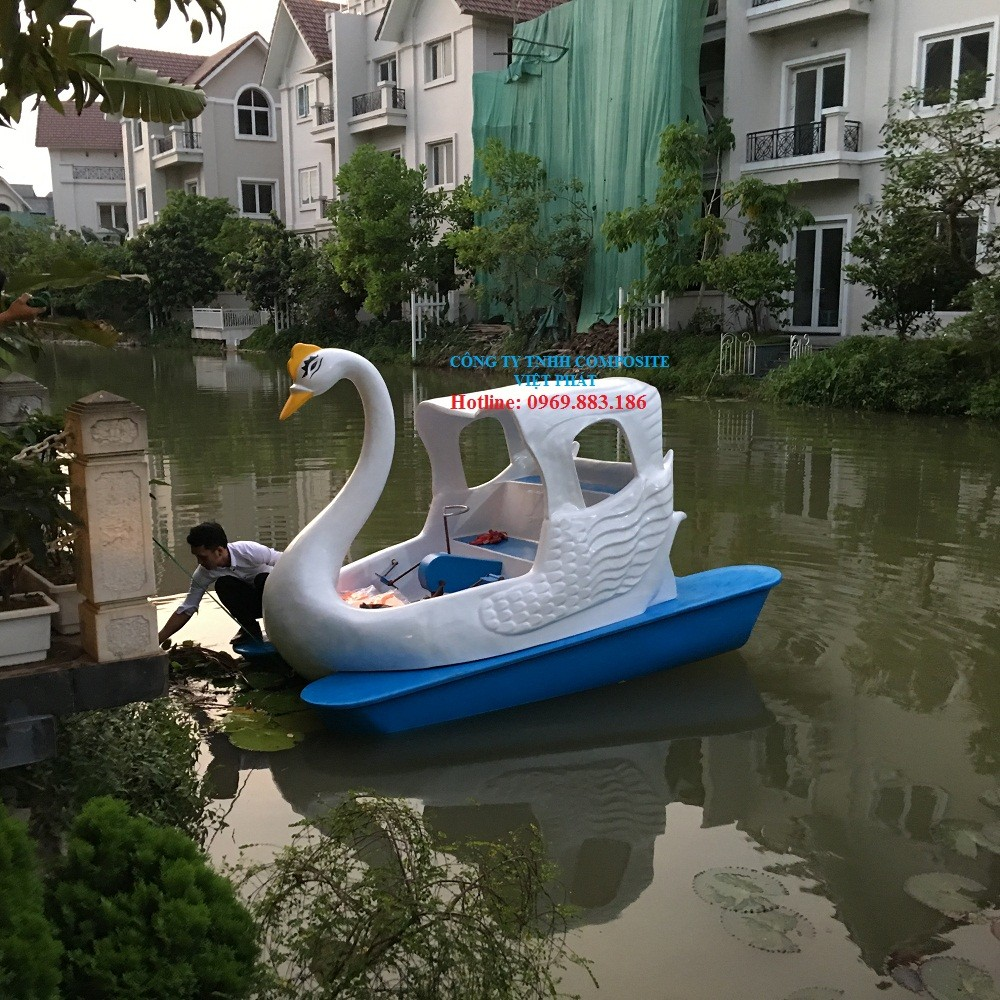 CÔNG TY TNHH COMPOSITE
VIỆT PHÁT
Hotline: 0969.883.186